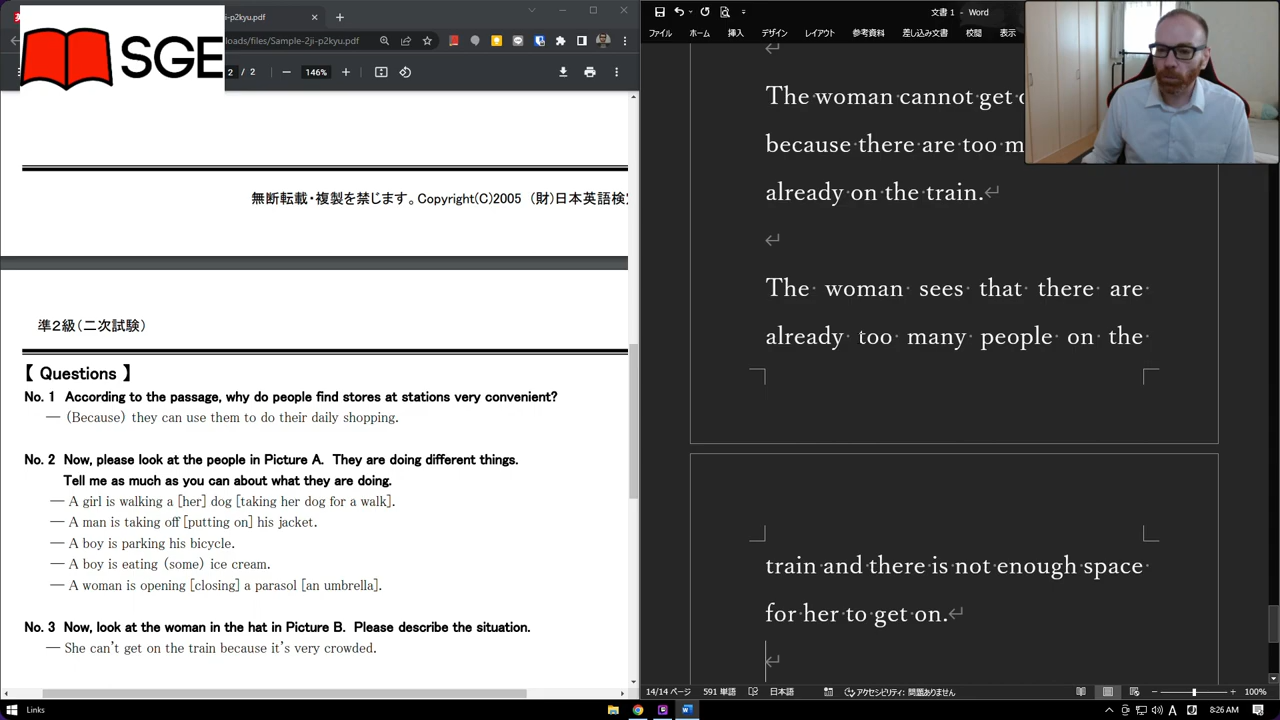 ji-p2kyu.pdf
SGE
loads/files/Sample-2ji-p2kyu.pdf
2 / 2
146%
無断転載・複製を禁じます。Copyright(C)2005 (財)日本英語検
準2級(二次試験)
【 Questions 】
No. 1 According to the passage, why do people find stores at stations very convenient?
— (Because) they can use them to do their daily shopping.
No. 2 Now, please look at the people in Picture A. They are doing different things.
Tell me as much as you can about what they are doing.
— A girl is walking a [her] dog [taking her dog for a walk].
— A man is taking off [putting on] his jacket.
— A boy is parking his bicycle.
— A boy is eating (some) ice cream.
— A woman is opening [closing] a parasol [an umbrella].
No. 3 Now, look at the woman in the hat in Picture B. Please describe the situation.
— She can't get on the train because it's very crowded.
Links
文書 1 - Word
ファイル ホーム 挿入 デザイン レイアウト 参考資料 差し込み文書 校閲 表示
The woman cannot get
because there are too m
already on the train.
The woman sees that there are
already too many people on the
train and there is not enough space
for her to get on.
14/14 ページ 591 単語 日本語 アクセシビリティ: 問題ありません 100%
A 8:26 AM